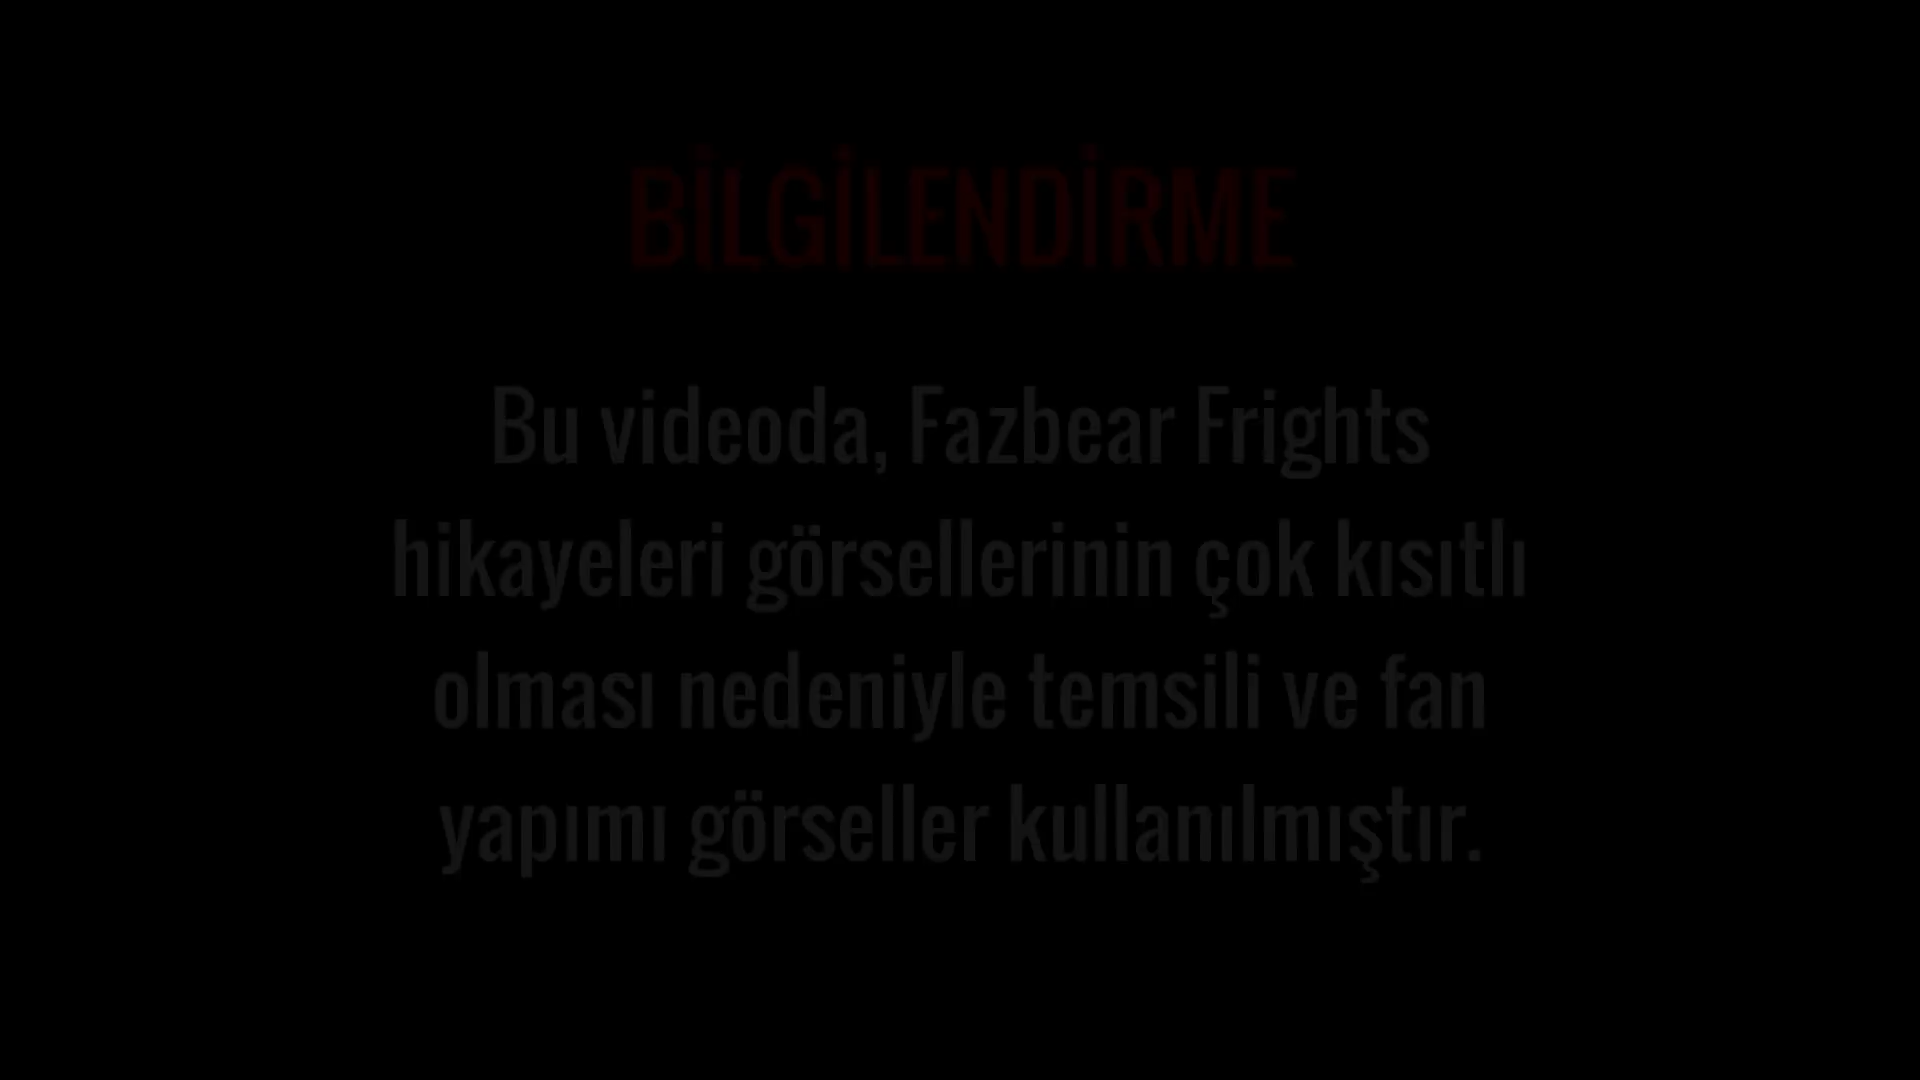 BİLGİLENDİRME
Bu videoda, Fazbear Frights
hikayeleri görsellerinin çok kısıtlı
olması nedeniyle temsili ve fan
yapımı görseller kullanılmıştır.